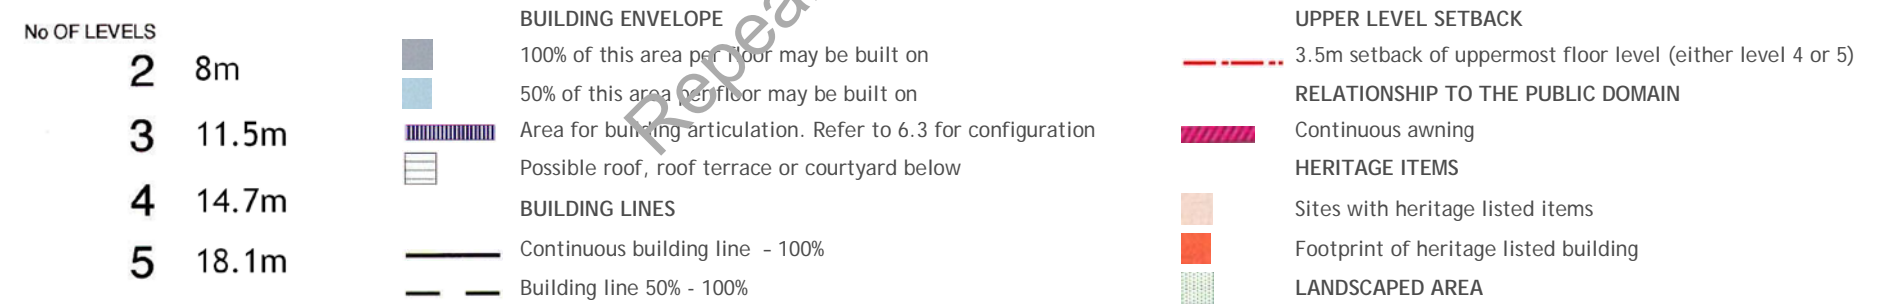 No OF LEVELS
2 8m
3 11.5m
4 14.7m
5 18.1m
BUILDING ENVELOPE
100% of this area per floor may be built on
50% of this area per floor may be built on
Area for building articulation. Refer to 6.3 for configuration
Possible roof, roof terrace or courtyard below
BUILDING LINES
Continuous building line - 100%
Building line 50% - 100%
UPPER LEVEL SETBACK
3.5m setback of uppermost floor level (either level 4 or 5)
RELATIONSHIP TO THE PUBLIC DOMAIN
Continuous awning
HERITAGE ITEMS
Sites with heritage listed items
Footprint of heritage listed building
LANDSCAPED AREA